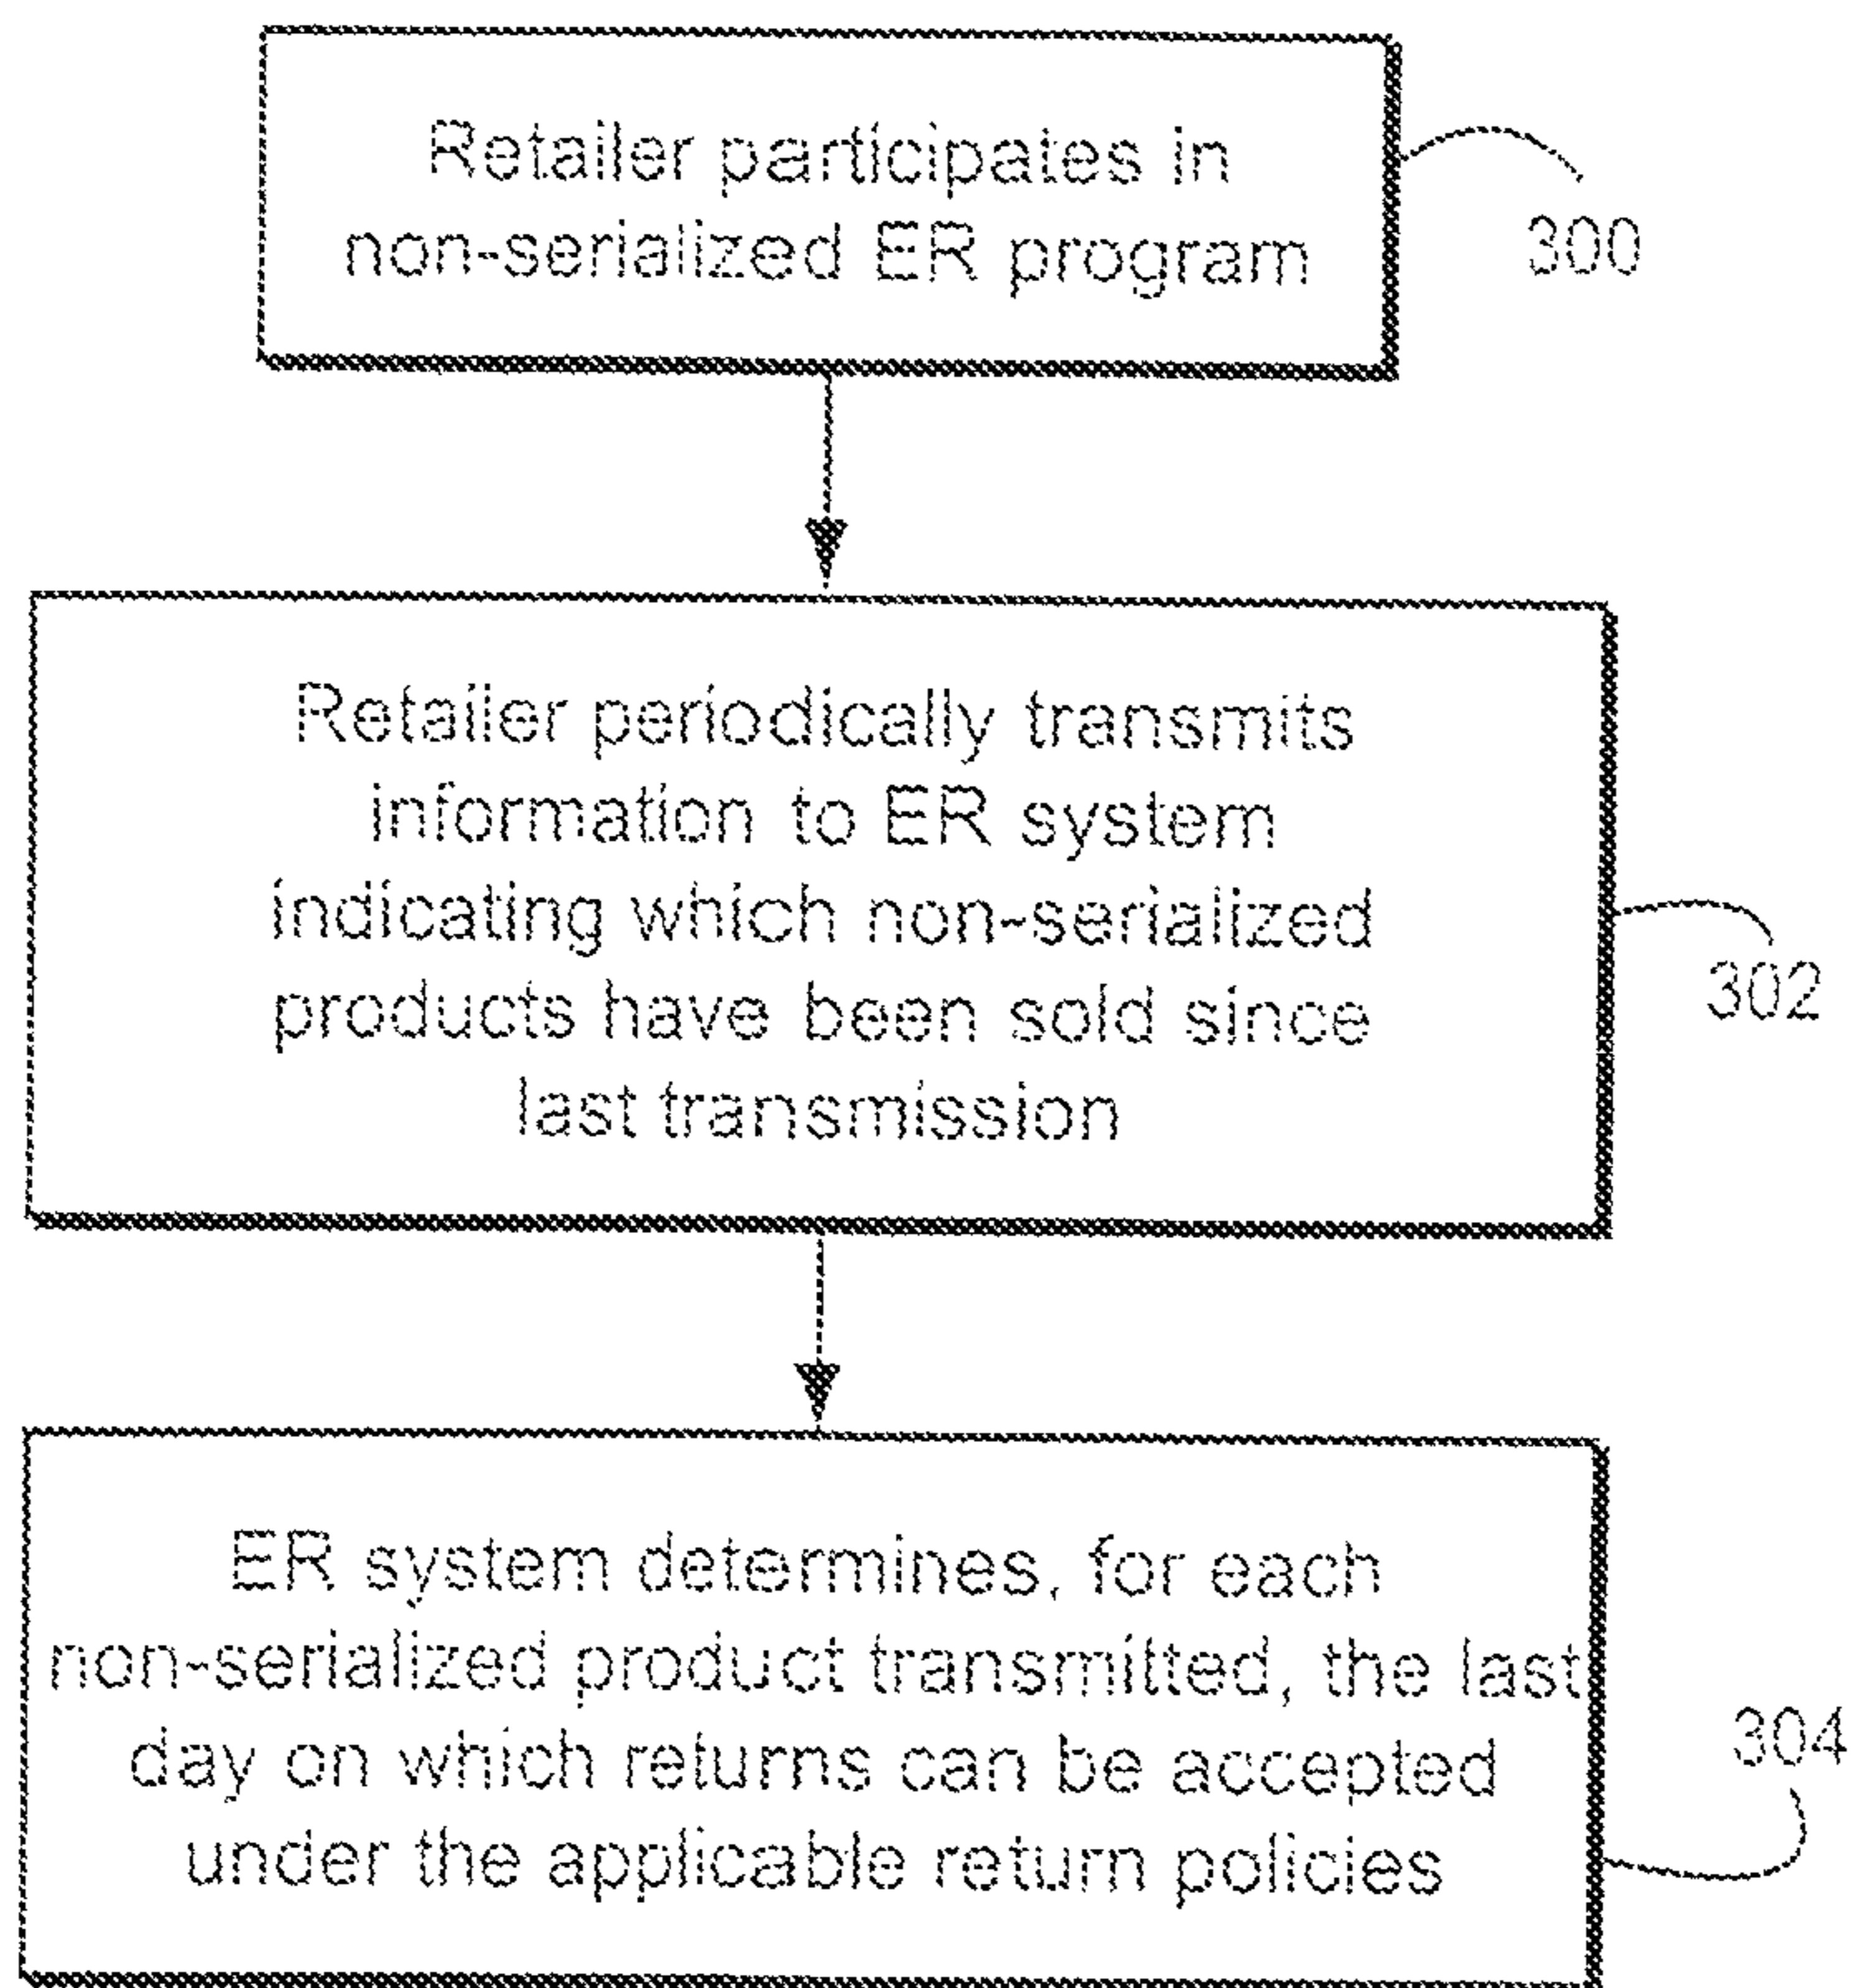 Retailer participates in
non-serialized ER program
300
Retailer periodically transmits
information to ER system
indicating which non-serialized
products have been sold since
last transmission
302
ER system determines, for each
non-serialized product transmitted, the last
day on which returns can be accepted
under the applicable return policies
304